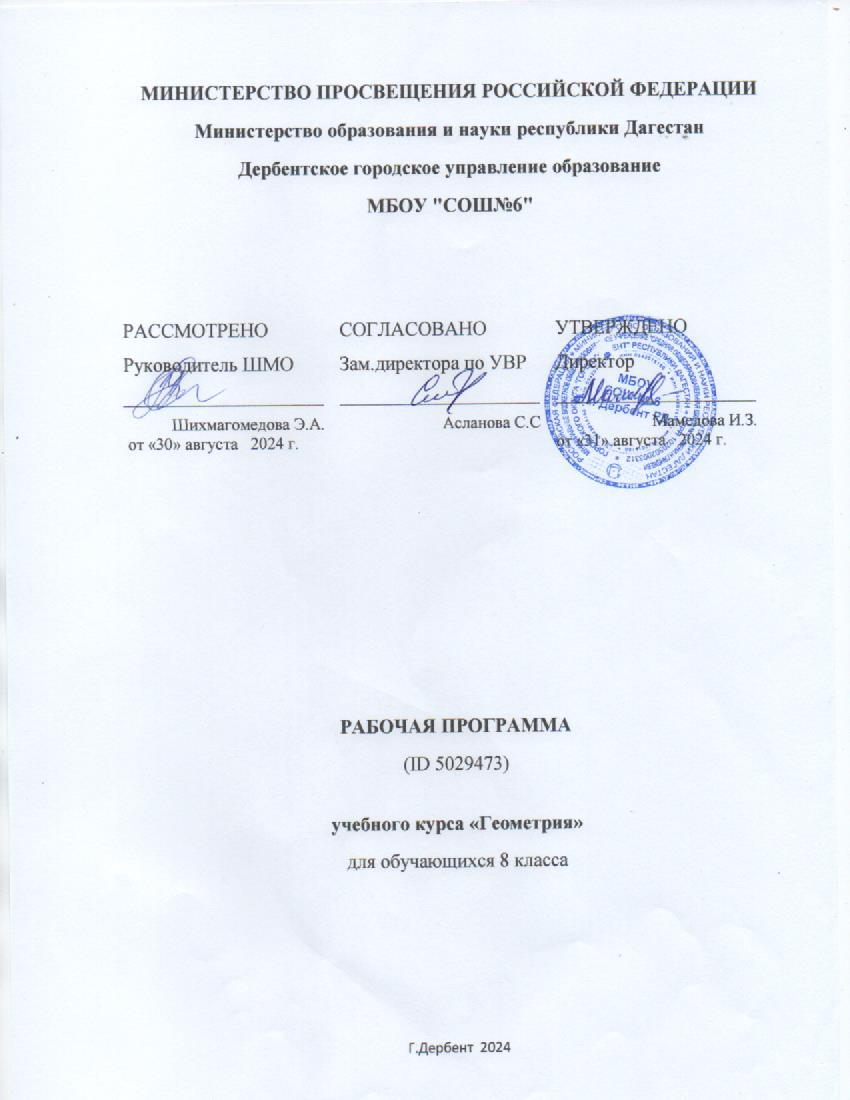 МИНИСТЕРСТВО ПРОСВЕЩЕНИЯ РОССИЙСКОЙ ФЕДЕРАЦИИ
Министерство образования и науки республики Дагестан
Дербентское городское управление образование
МБОУ "СОШ№6"
РАССМОТРЕНО
Руководитель ШМО
Шихмагомедова Э.А.
от «30» августа 2024 г.
СОГЛАСОВАНО
Зам.директора по УВР
Асланова С.С
УТВЕРЖДЕНО
Директор
Мамедова И.З.
от «31» августа 2024 г.
МБОУ
Дербент
РАБОЧАЯ ПРОГРАММА
(ID 5029473)
учебного курса «Геометрия»
для обучающихся 8 класса
Г.Дербент 2024